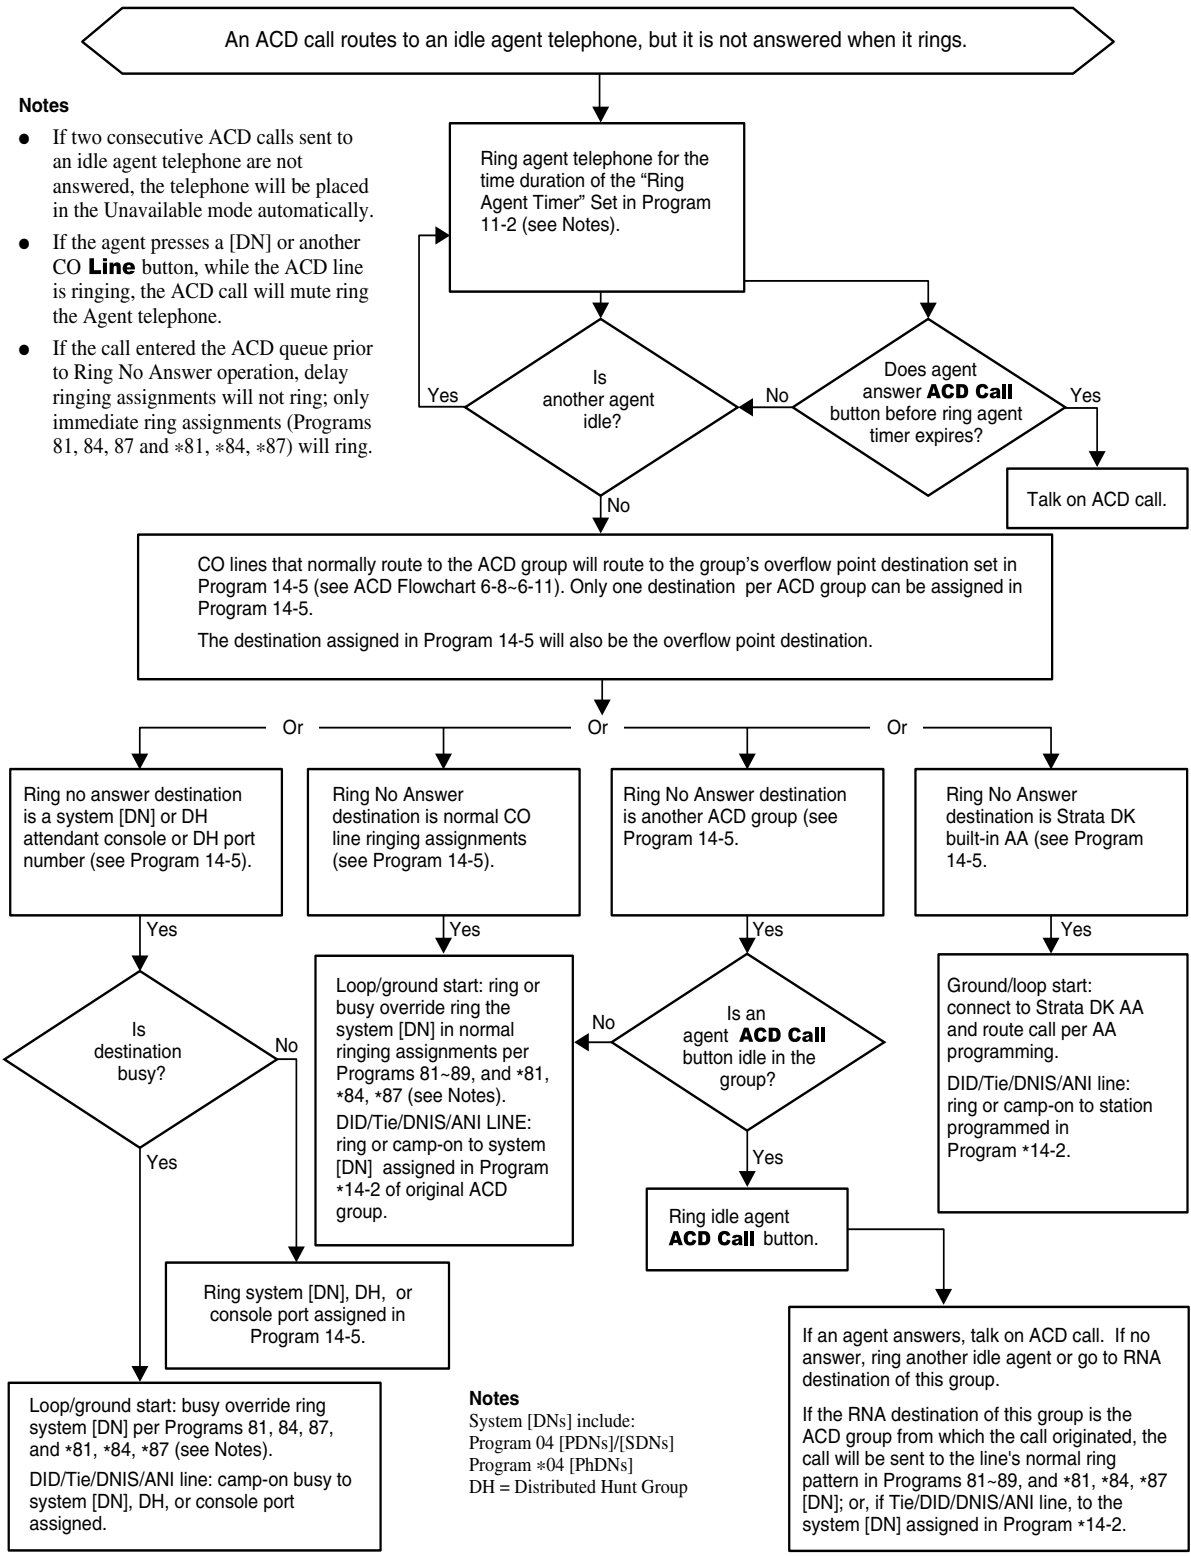 An ACD call routes to an idle agent telephone, but it is not answered when it rings.
Notes
● If two consecutive ACD calls sent to
an idle agent telephone are not
answered, the telephone will be placed
in the Unavailable mode automatically.
● If the agent presses a [DN] or another
CO Line button, while the ACD line
is ringing, the ACD call will mute ring
the Agent telephone.
● If the call entered the ACD queue prior
to Ring No Answer operation, delay
ringing assignments will not ring; only
immediate ring assignments (Programs
81, 84, 87 and *81, *84, *87) will ring.
Ring agent telephone for the
time duration of the “Ring
Agent Timer” Set in Program
11-2 (see Notes).
Yes
Is
another agent
idle?
No
Does agent
answer ACD Call
button before ring agent
timer expires?
Yes
Talk on ACD call.
No
CO lines that normally route to the ACD group will route to the group’s overflow point destination set in
Program 14-5 (see ACD Flowchart 6-8~6-11). Only one destination per ACD group can be assigned in
Program 14-5.
The destination assigned in Program 14-5 will also be the overflow point destination.
Or
Or
Or
Ring no answer destination
is a system [DN] or DH
attendant console or DH port
number (see Program 14-5).
Ring No Answer
destination is normal CO
line ringing assignments
(see Program 14-5).
Ring No Answer destination
is another ACD group (see
Program 14-5.
Ring No Answer
destination is Strata DK
built-in AA (see Program
14-5.
Yes
Yes
Yes
Yes
Is
destination
busy?
No
Yes
Loop/ground start: ring or
busy override ring the
system [DN] in normal
ringing assignments per
Programs 81~89, and *81,
*84, *87 (see Notes).
DID/Tie/DNIS/ANI LINE:
ring or camp-on to system
[DN] assigned in Program
*14-2 of original ACD
group.
No
Is an
agent ACD Call
button idle in the
group?
Yes
Ground/loop start:
connect to Strata DK AA
and route call per AA
programming.
DID/Tie/DNIS/ANI line:
ring or camp-on to station
programmed in
Program *14-2.
Ring idle agent
ACD Call button.
Ring system [DN], DH, or
console port assigned in
Program 14-5.
Loop/ground start: busy override ring
system [DN] per Programs 81, 84, 87,
and *81, *84, *87 (see Notes).
DID/Tie/DNIS/ANI line: camp-on busy to
system [DN], DH, or console port
assigned.
Notes
System [DNs] include:
Program 04 [PDNs]/[SDNs]
Program *04 [PhDNs]
DH = Distributed Hunt Group
If an agent answers, talk on ACD call. If no
answer, ring another idle agent or go to RNA
destination of this group.
If the RNA destination of this group is the
ACD group from which the call originated, the
call will be sent to the line's normal ring
pattern in Programs 81~89, and *81, *84, *87
[DN]; or, if Tie/DID/DNIS/ANI line, to the
system [DN] assigned in Program *14-2.